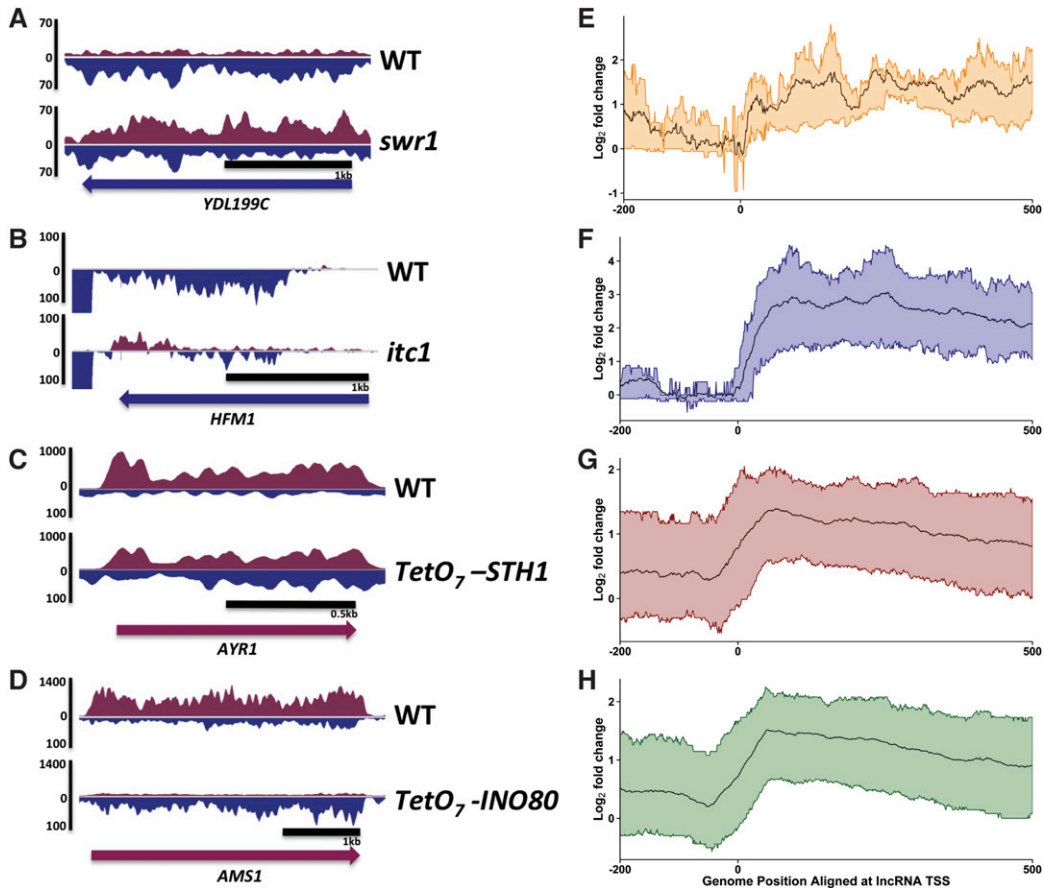 A
70
0
70
WT
70
0
70
swr1
1kb
YDL199C
B
100
0
100
WT
100
0
100
itc1
1kb
HFM1
C
1000
0
100
WT
1000
0
100
TetO7 –STH1
0.5kb
AYR1
D
1400
0
100
WT
1400
0
100
TetO7 -INO80
1kb
AMS1
E
Log2 fold change
2
1
0
-1
-200
0
500
F
Log2 fold change
4
3
2
1
0
-200
0
500
G
Log2 fold change
2
1
0
-200
0
500
H
Log2 fold change
2
1
0
-200
0
500
Genome Position Aligned at lncRNA TSS